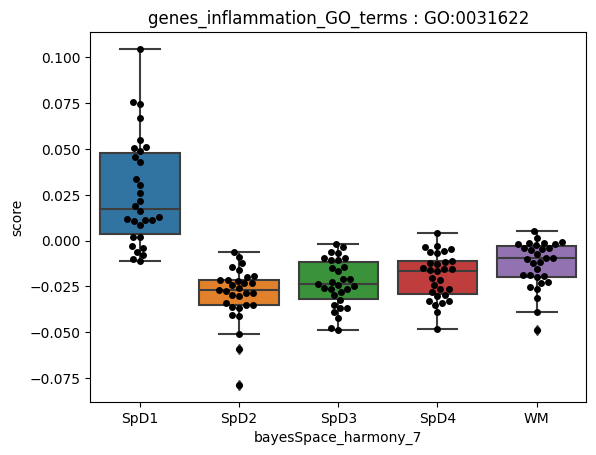 genes_inflammation_GO_terms : GO:0031622
0.100
0.075
0.050
0.025
0.000
−0.025
−0.050
−0.075
score
SpD1 SpD2 SpD3 SpD4 WM
bayesSpace_harmony_7